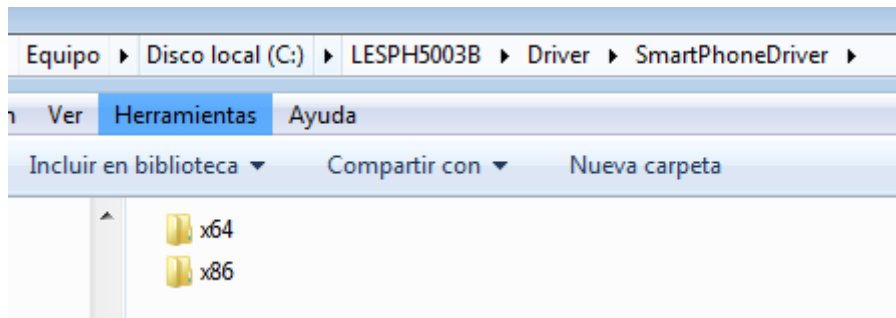 Equipo ▸ Disco local (C:) ▸ LESPH5003B ▸ Driver ▸ SmartPhoneDriver ▸
Ver Herramientas Ayuda
Incluir en biblioteca ▾ Compartir con ▾ Nueva carpeta
x64
x86